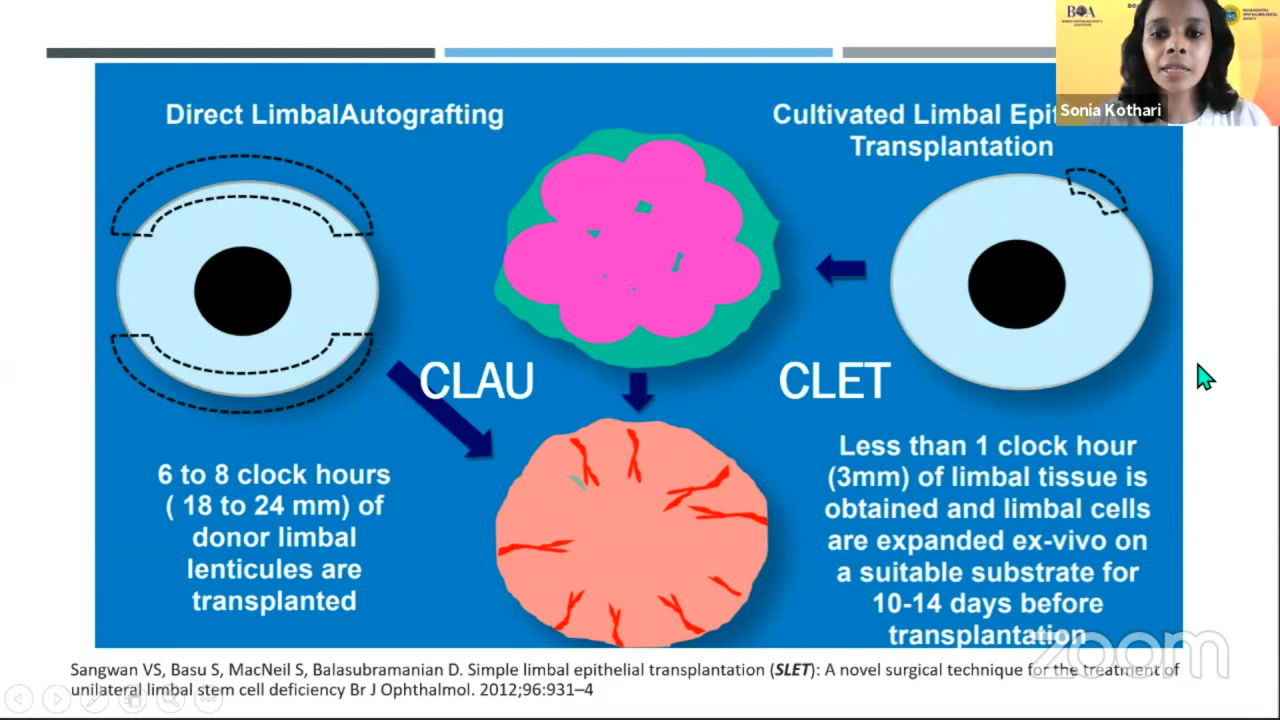 BOA
Sonia Kothari
Direct LimbalAutografting
Cultivated Limbal Epi
Transplantation
CLAU
CLET
6 to 8 clock hours
( 18 to 24 mm) of
donor limbal
lenticules are
transplanted
Less than 1 clock hour
(3mm) of limbal tissue is
obtained and limbal cells
are expanded ex-vivo on
a suitable substrate for
10-14 days before
transplantation
zoom
Sangwan VS, Basu S, MacNeil S, Balasubramanian D. Simple limbal epithelial transplantation (SLET): A novel surgical technique for the treatment of
unilateral limbal stem cell deficiency Br J Ophthalmol. 2012;96:931–4